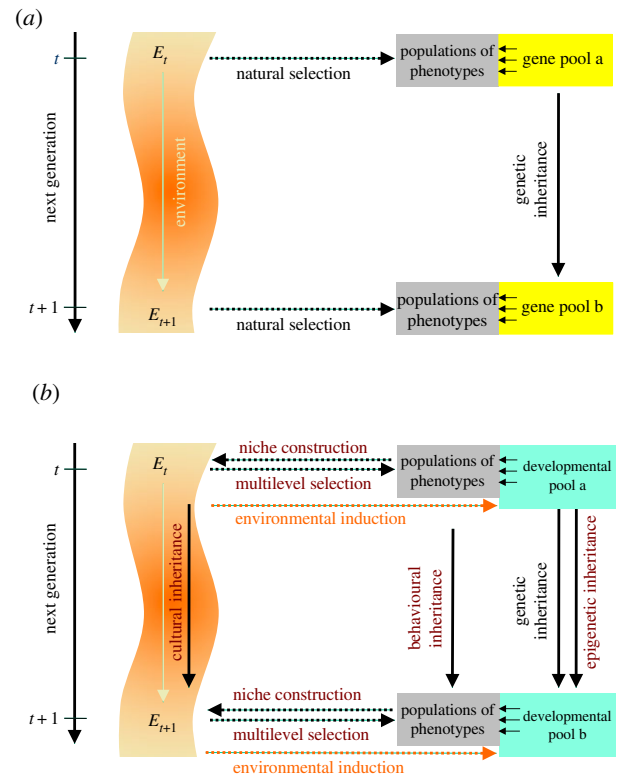 (a)
t
E_t
natural selection
populations of
phenotypes
gene pool a
next generation
environment
genetic
inheritance
t + 1
E_{t+1}
natural selection
populations of
phenotypes
gene pool b
(b)
t
E_t
niche construction
multilevel selection
environmental induction
populations of
phenotypes
developmental
pool a
next generation
cultural inheritance
behavioural
inheritance
genetic
inheritance
epigenetic inheritance
t + 1
E_{t+1}
niche construction
multilevel selection
environmental induction
populations of
phenotypes
developmental
pool b